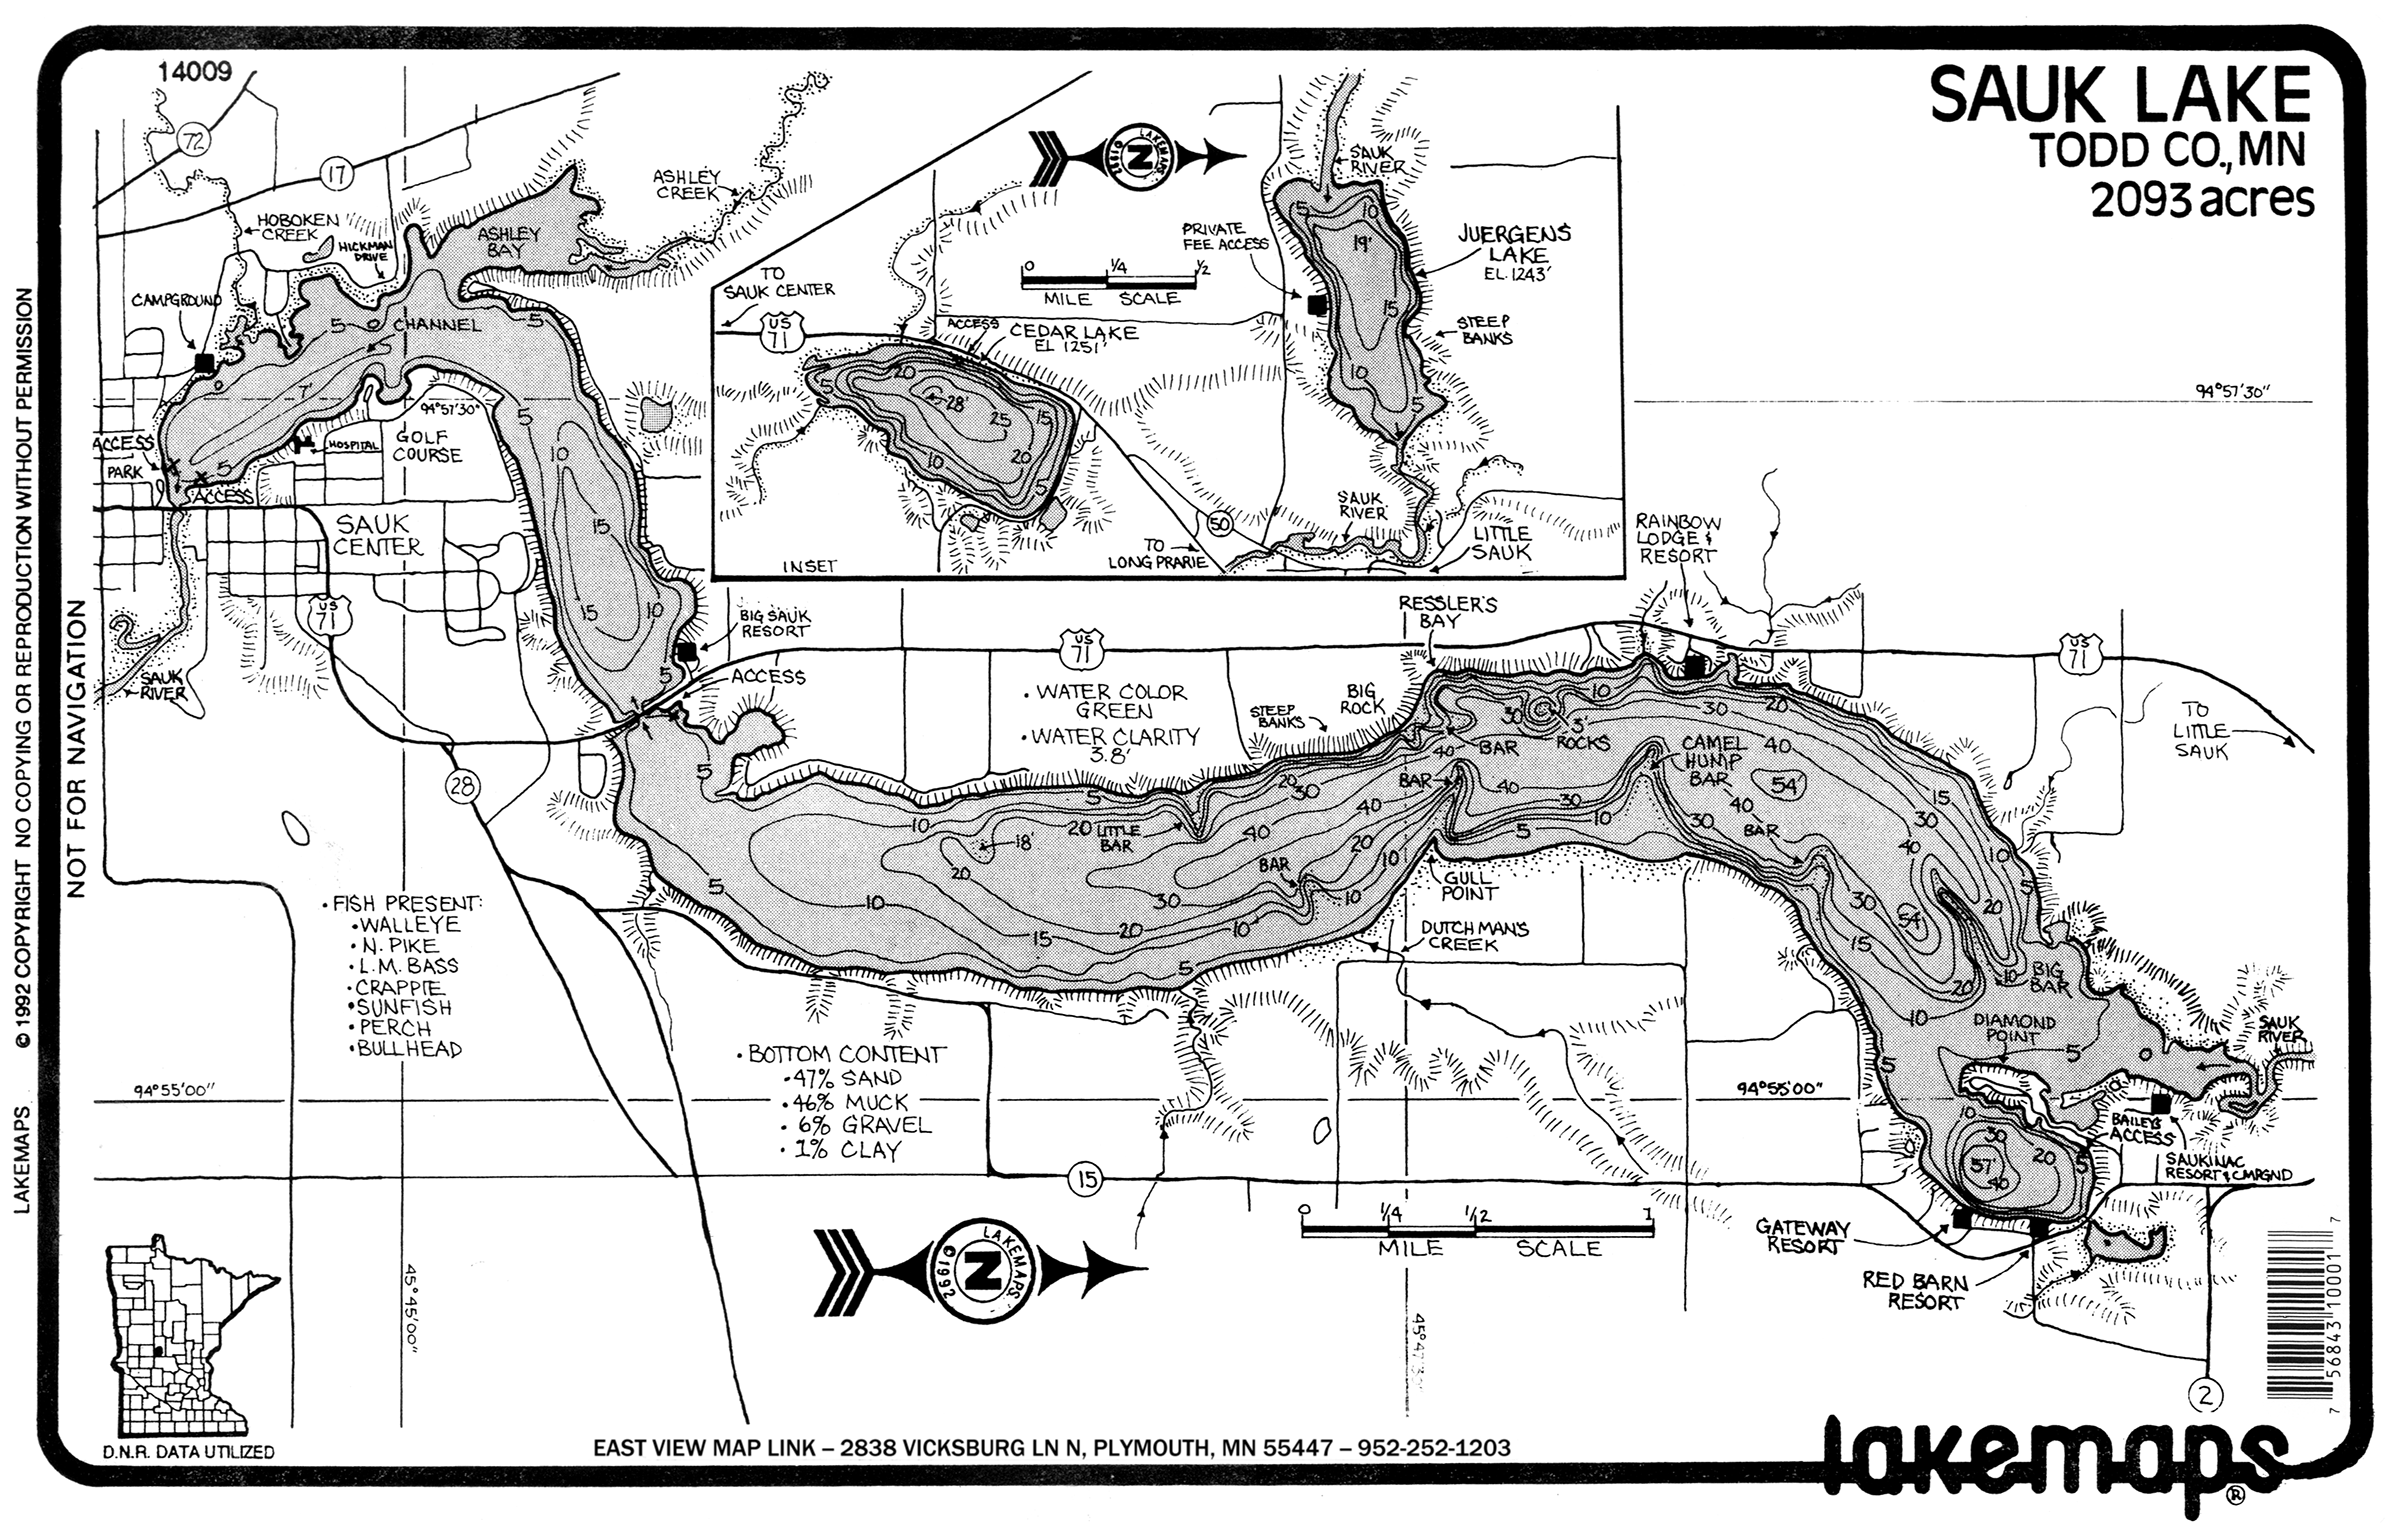 14009
SAUK LAKE
TODD CO., MN
2093 acres
72
17
HOBOKEN
CREEK
HICKMAN
DRIVE
ASHLEY
BAY
ASHLEY
CREEK
CAMPGROUND
5
0
CHANNEL
5
0
7'
94°57'30"
ACCESS
PARK
5
ACCESS
HOSPITAL
GOLF
COURSE
5
10
15
15
10
5
SAUK
CENTER
US
71
SAUK
RIVER
BIG SAUK
RESORT
ACCESS
28
N
LAKEMAPS
© 1992
0 1/4 1/2
MILE SCALE
TO
SAUK CENTER
US
71
ACCESS
CEDAR LAKE
EL 1251'
5
20
28'
25
15
10
20
5
PRIVATE
FEE ACCESS
SAUK
RIVER
5
10
19'
15
10
5
JUERGENS
LAKE
EL. 1243'
STEEP
BANKS
SAUK
RIVER
50
TO
LONG PRARIE
LITTLE
SAUK
INSET
94°57'30"
RAINBOW
LODGE &
RESORT
RESSLER'S
BAY
US
71
US
71
TO
LITTLE
SAUK
• WATER COLOR
GREEN
• WATER CLARITY
3.8'
STEEP
BANKS
BIG
ROCK
10
30
3'
ROCKS
30
20
40
BAR
BAR
40
CAMEL
HUMP
BAR
40
54'
5
5
10
18'
20
20
LITTLE
BAR
20
30
40
40
30
10
5
40
30
BAR
15
30
40
10
5
BAR
20
10
5
10
15
20
30
10
10
5
GULL
POINT
DUTCHMAN'S
CREEK
30
54'
15
20
20
10
BIG
BAR
10
DIAMOND
POINT
5
5
0
SAUK
RIVER
• FISH PRESENT:
• WALLEYE
• N. PIKE
• L.M. BASS
• CRAPPIE
• SUNFISH
• PERCH
• BULLHEAD
• BOTTOM CONTENT
• 47% SAND
• 46% MUCK
• 6% GRAVEL
• 1% CLAY
94°55'00"
94°55'00"
10
30
57'
40
20
5
BAILEY'S
ACCESS
SAUKINAC
RESORT & CMPGND
15
0 1/4 1/2 1
MILE SCALE
GATEWAY
RESORT
RED BARN
RESORT
N
LAKEMAPS
© 1992
45°45'00"
2
7 56843 10001 7
D.N.R. DATA UTILIZED
EAST VIEW MAP LINK – 2838 VICKSBURG LN N, PLYMOUTH, MN 55447 – 952-252-1203
lakemaps®
LAKEMAPS © 1992 COPYRIGHT NO COPYING OR REPRODUCTION WITHOUT PERMISSION
NOT FOR NAVIGATION